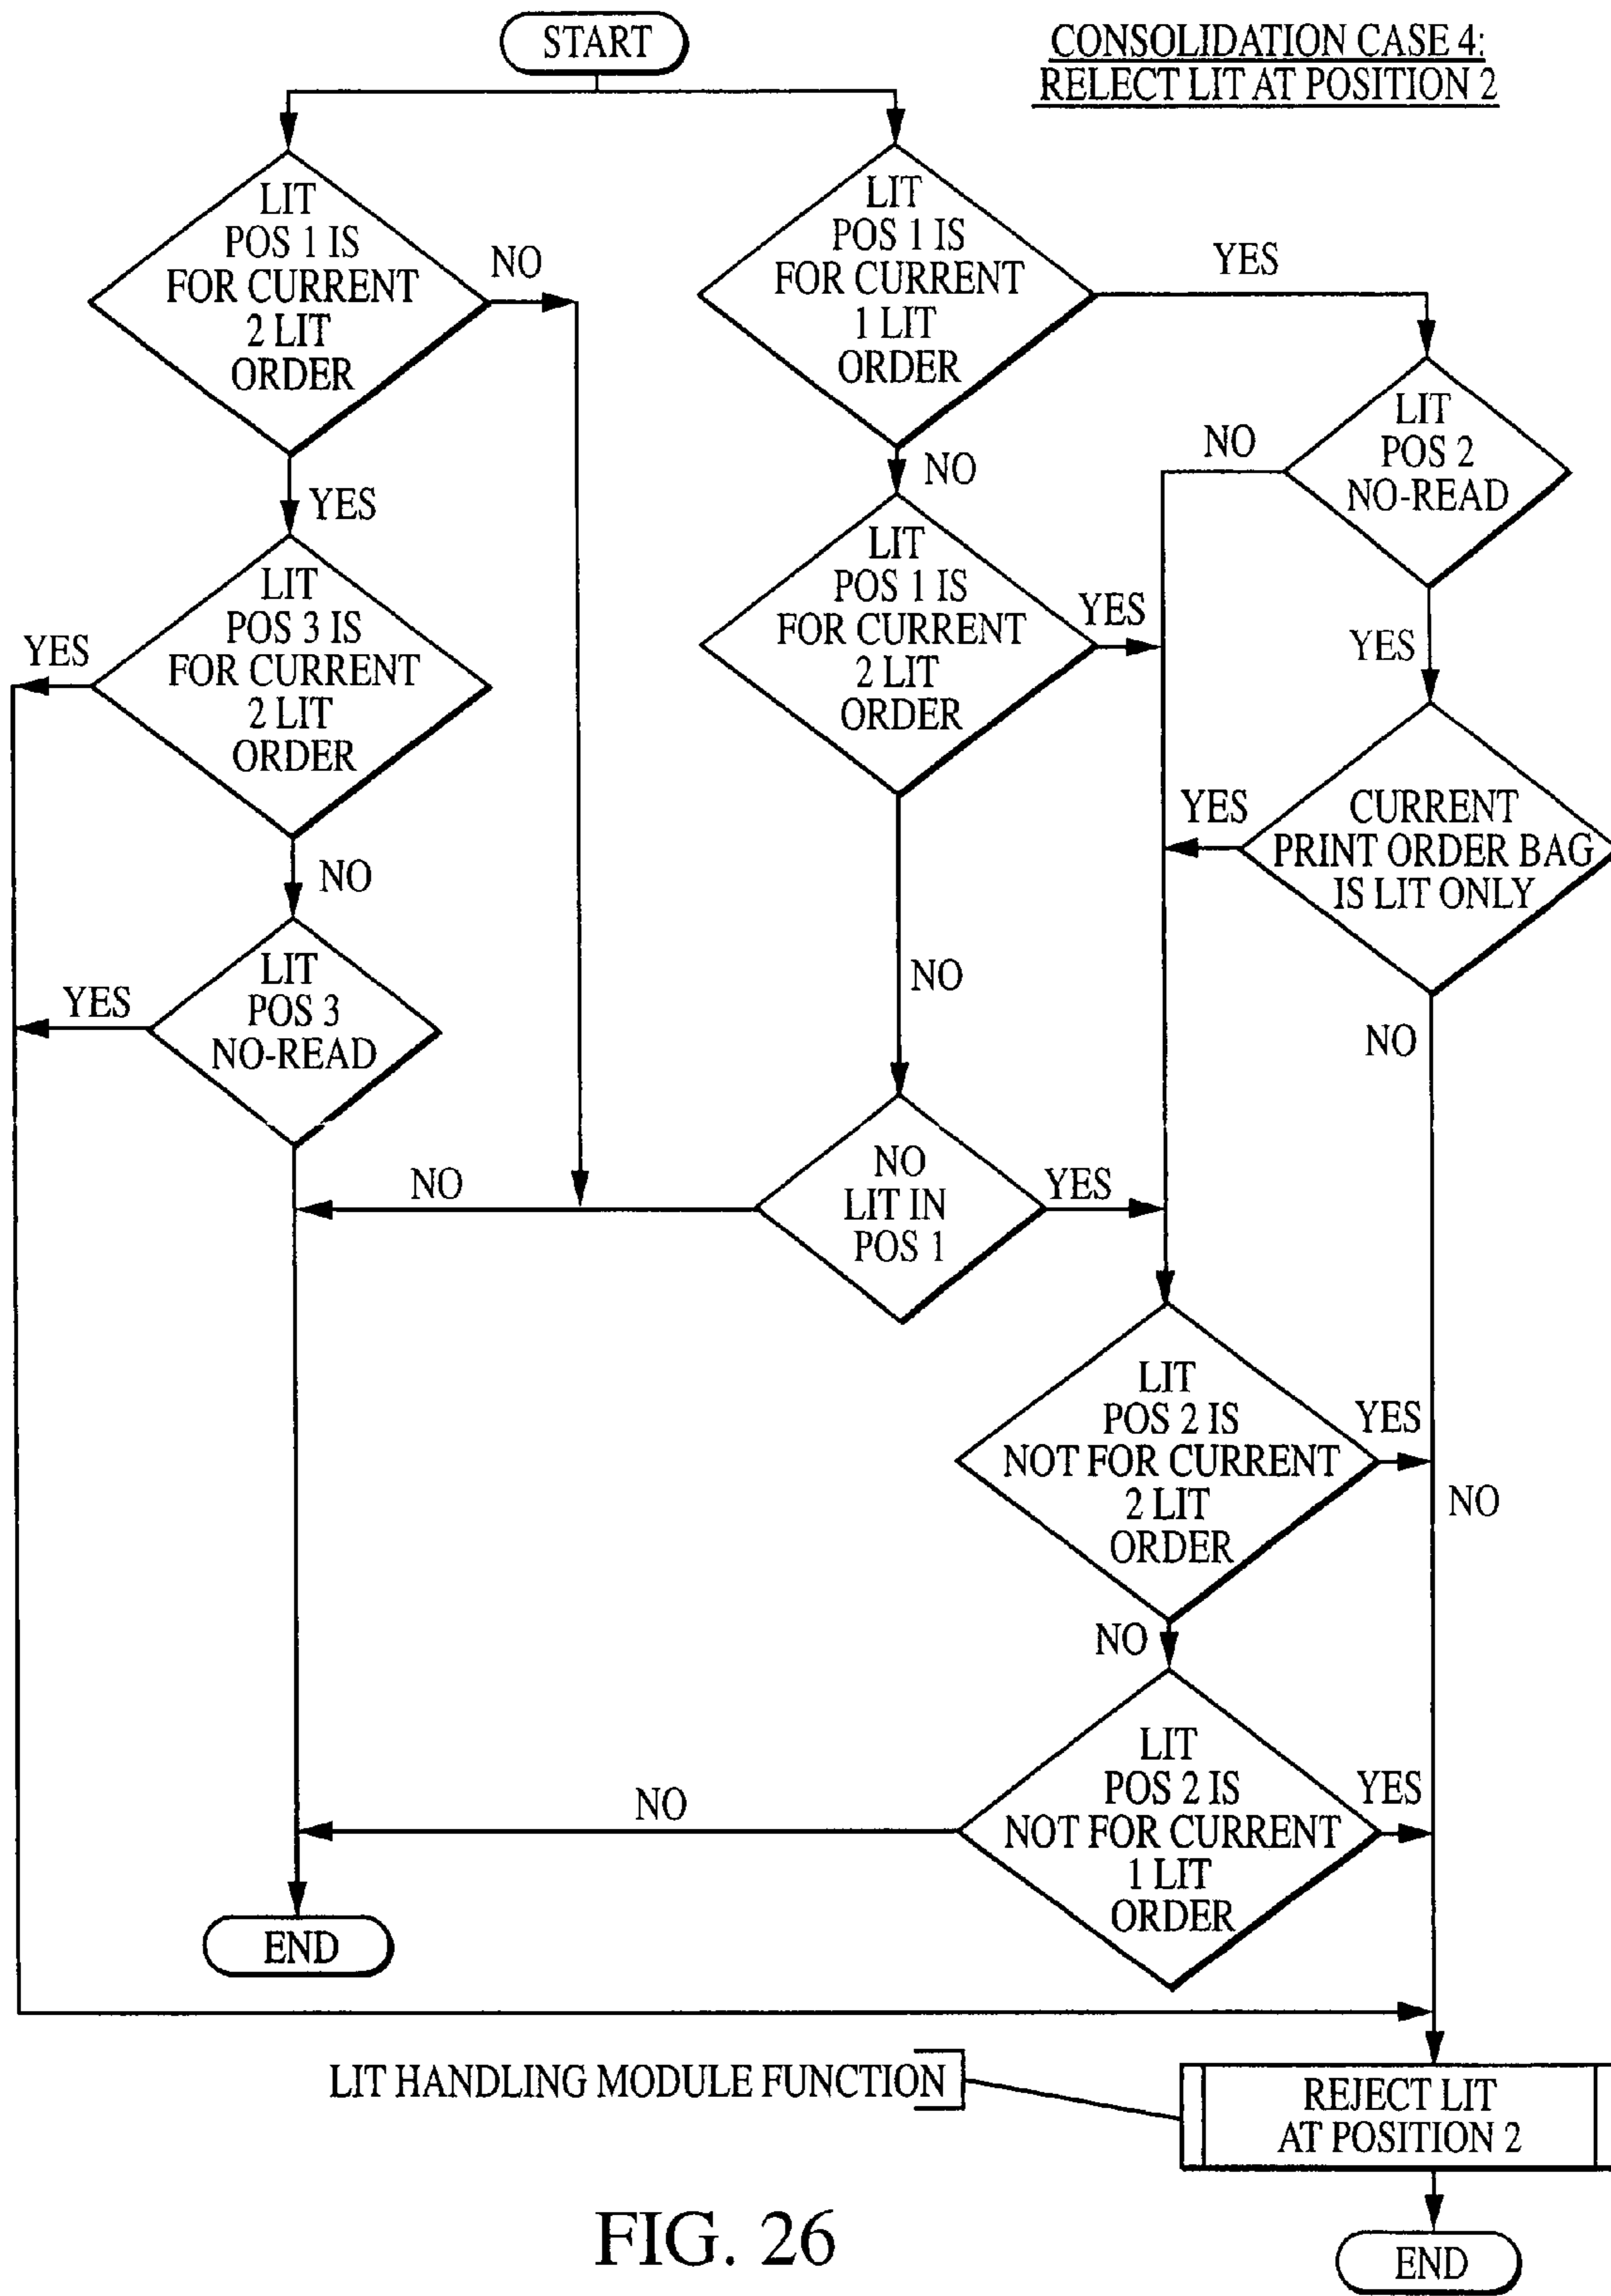 START
CONSOLIDATION CASE 4:
RELECT LIT AT POSITION 2
LIT
POS 1 IS
FOR CURRENT
2 LIT
ORDER
NO
YES
LIT
POS 1 IS
FOR CURRENT
1 LIT
ORDER
YES
NO
LIT
POS 2
NO-READ
NO
YES
LIT
POS 3 IS
FOR CURRENT
2 LIT
ORDER
YES
NO
LIT
POS 1 IS
FOR CURRENT
2 LIT
ORDER
YES
NO
CURRENT
PRINT ORDER BAG
IS LIT ONLY
YES
NO
LIT
POS 3
NO-READ
YES
NO
LIT IN
POS 1
NO
YES
LIT
POS 2 IS
NOT FOR CURRENT
2 LIT
ORDER
YES
NO
NO
LIT
POS 2 IS
NOT FOR CURRENT
1 LIT
ORDER
YES
NO
END
LIT HANDLING MODULE FUNCTION
REJECT LIT
AT POSITION 2
END
FIG. 26